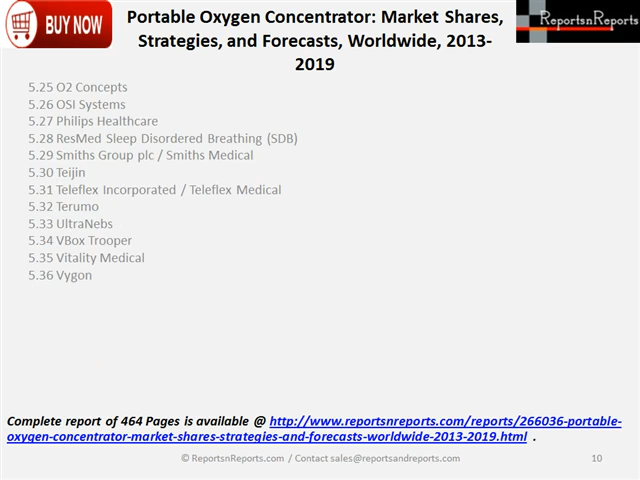 BUY NOW
Portable Oxygen Concentrator: Market Shares,
Strategies, and Forecasts, Worldwide, 2013-
2019
ReportsnReports
5.25 O2 Concepts
5.26 OSI Systems
5.27 Philips Healthcare
5.28 ResMed Sleep Disordered Breathing (SDB)
5.29 Smiths Group plc / Smiths Medical
5.30 Teijin
5.31 Teleflex Incorporated / Teleflex Medical
5.32 Terumo
5.33 UltraNebs
5.34 VBox Trooper
5.35 Vitality Medical
5.36 Vygon
Complete report of 464 Pages is available @ http://www.reportsnreports.com/reports/266036-portable-
oxygen-concentrator-market-shares-strategies-and-forecasts-worldwide-2013-2019.html .
© ReportsnReports.com / Contact sales@reportsandreports.com
10